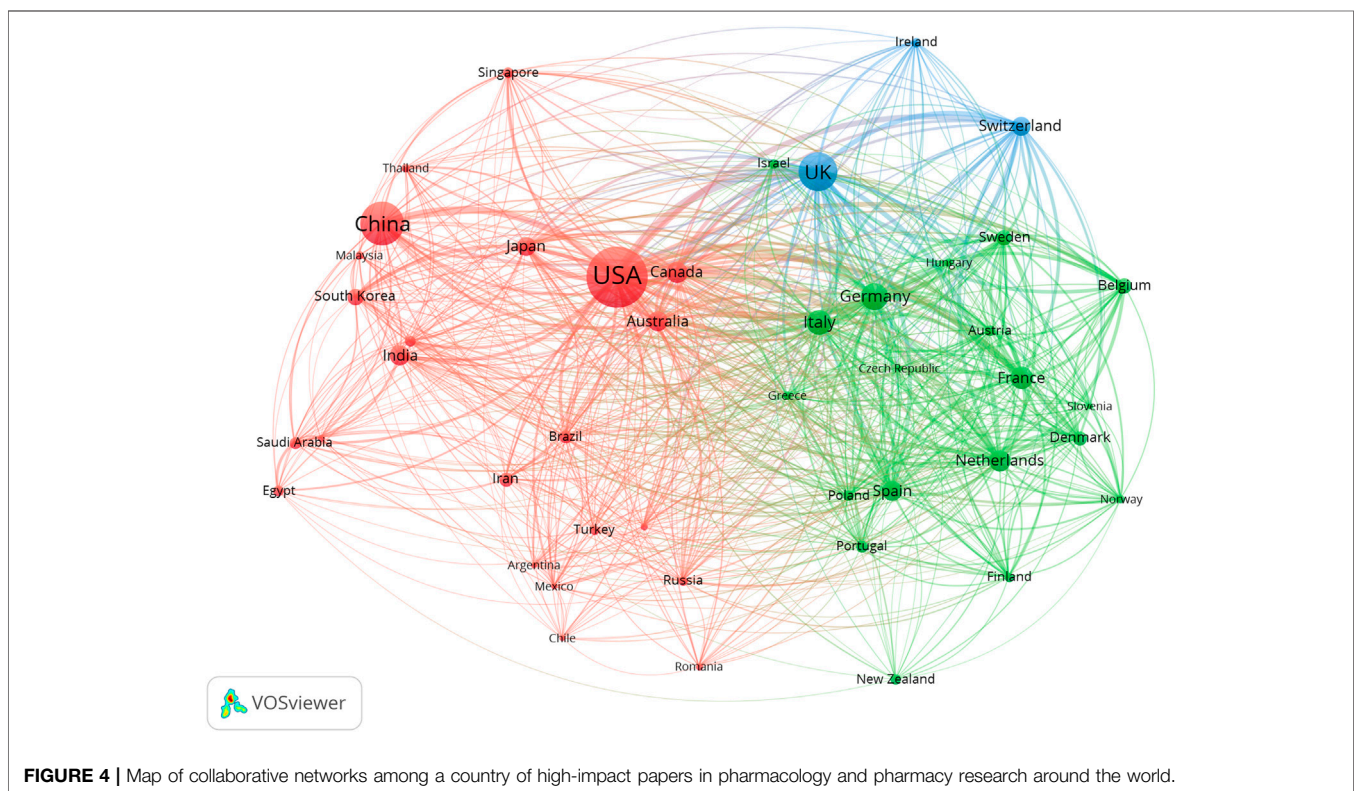 Ireland
Singapore
Switzerland
Israel
Thailand
UK
China
Sweden
Japan
Malaysia
Hungary
USA
Canada
Belgium
South Korea
Germany
Australia
Italy
Austria
India
Czech Republic
France
Greece
Slovenia
Brazil
Denmark
Saudi Arabia
Netherlands
Iran
Egypt
Poland
Spain
Norway
Turkey
Portugal
Argentina
Finland
Russia
Mexico
Chile
Romania
New Zealand
VOSviewer
FIGURE 4 | Map of collaborative networks among a country of high-impact papers in pharmacology and pharmacy research around the world.